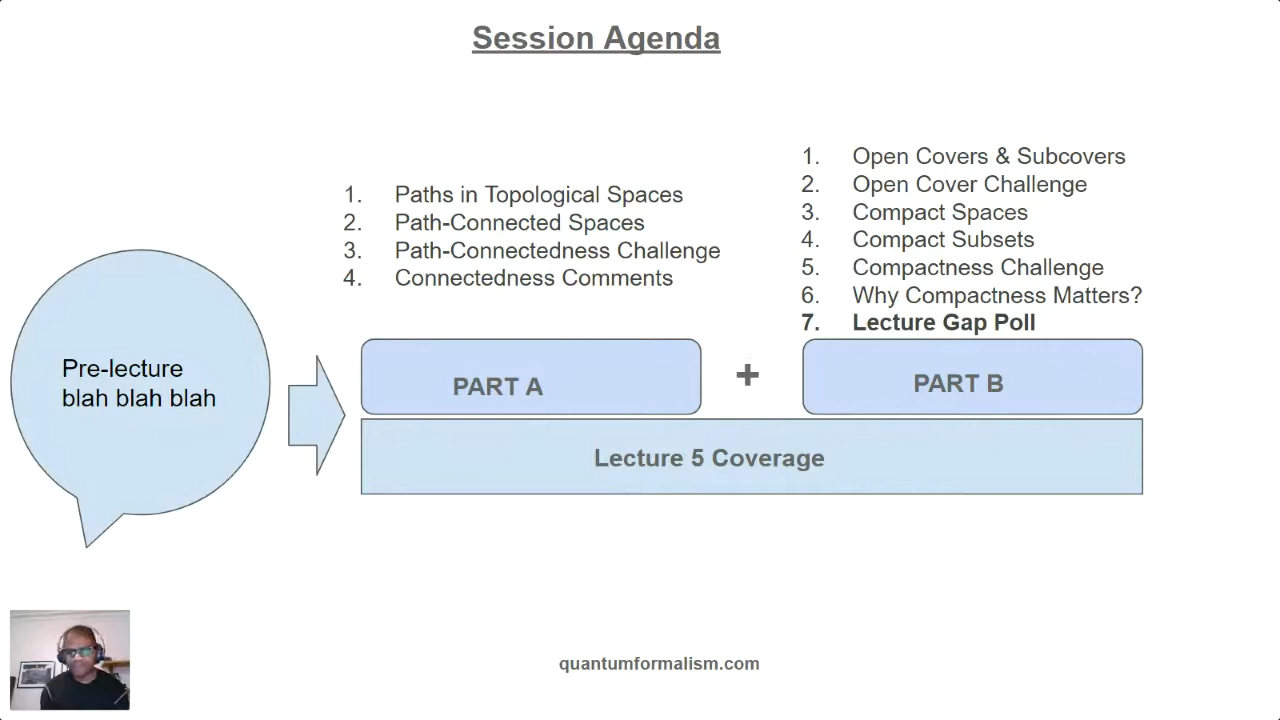 Session Agenda
Pre-lecture
blah blah blah
1. Paths in Topological Spaces
2. Path-Connected Spaces
3. Path-Connectedness Challenge
4. Connectedness Comments
PART A
+
1. Open Covers & Subcovers
2. Open Cover Challenge
3. Compact Spaces
4. Compact Subsets
5. Compactness Challenge
6. Why Compactness Matters?
7. Lecture Gap Poll
PART B
Lecture 5 Coverage
quantumformalism.com